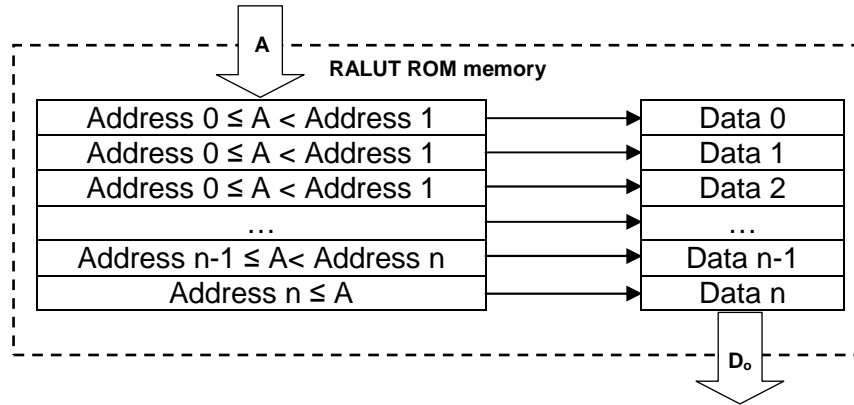 A
RALUT ROM memory
Address 0 ≤ A < Address 1 Data 0
Address 0 ≤ A < Address 1 Data 1
Address 0 ≤ A < Address 1 Data 2
… …
Address n-1 ≤ A< Address n Data n-1
Address n ≤ A Data n
Dₒ